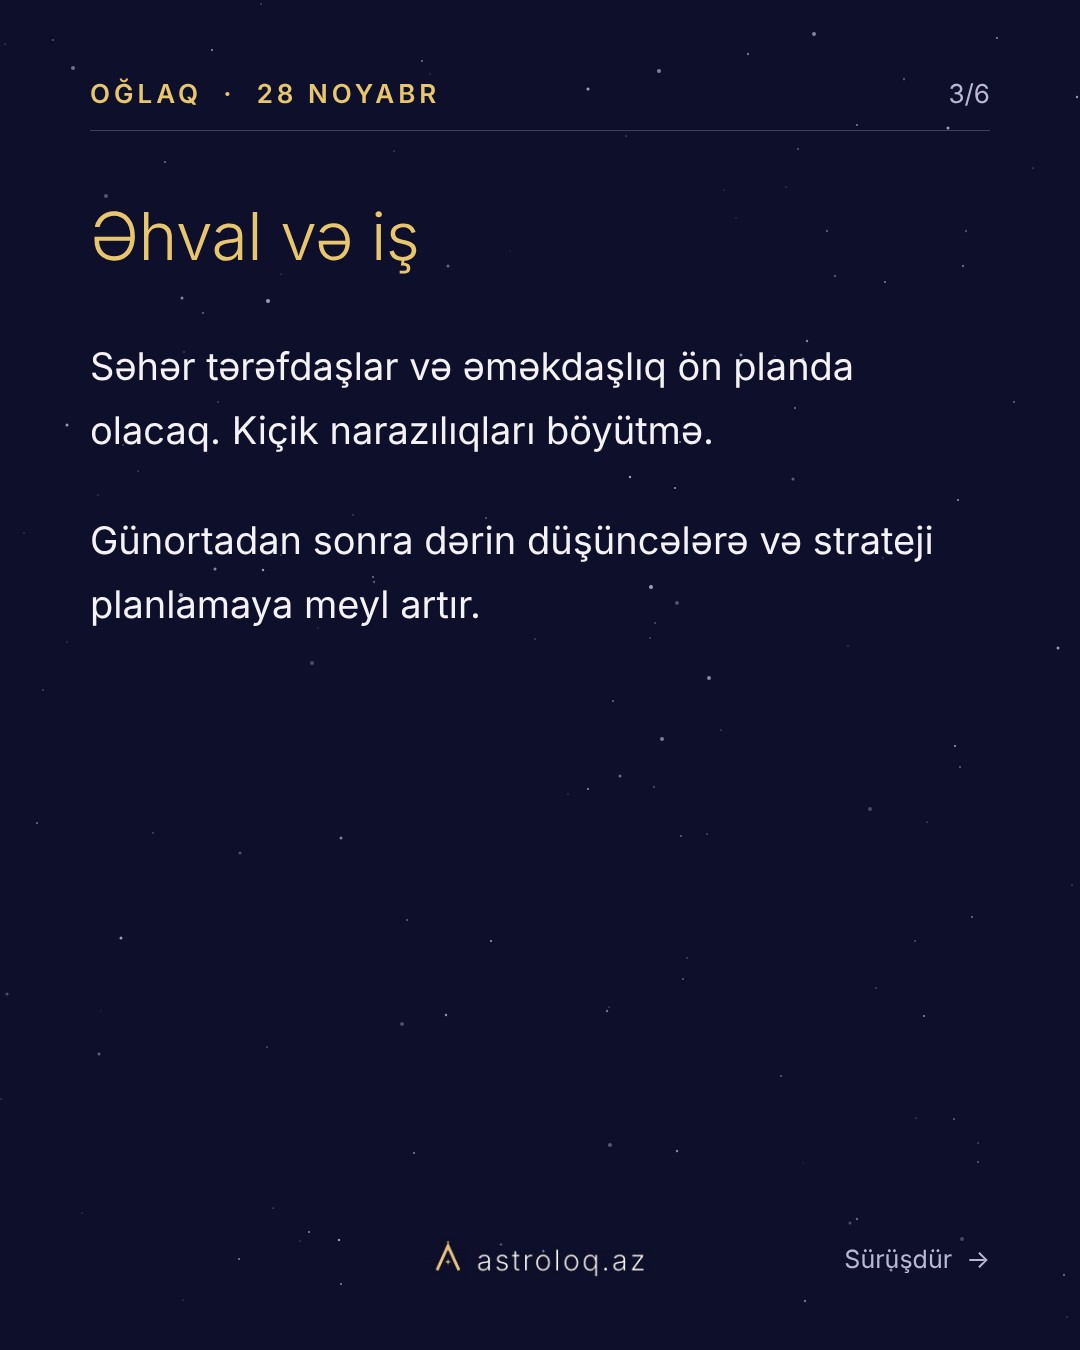 OĞLAQ · 28 NOYABR
3/6
Əhval və iş
Səhər tərəfdaşlar və əməkdaşlıq ön planda
olacaq. Kiçik narazılıqları böyütmə.
Günortadan sonra dərin düşüncələrə və strateji
planlamaya meyl artır.
astroloq.az
Sürüşdür →